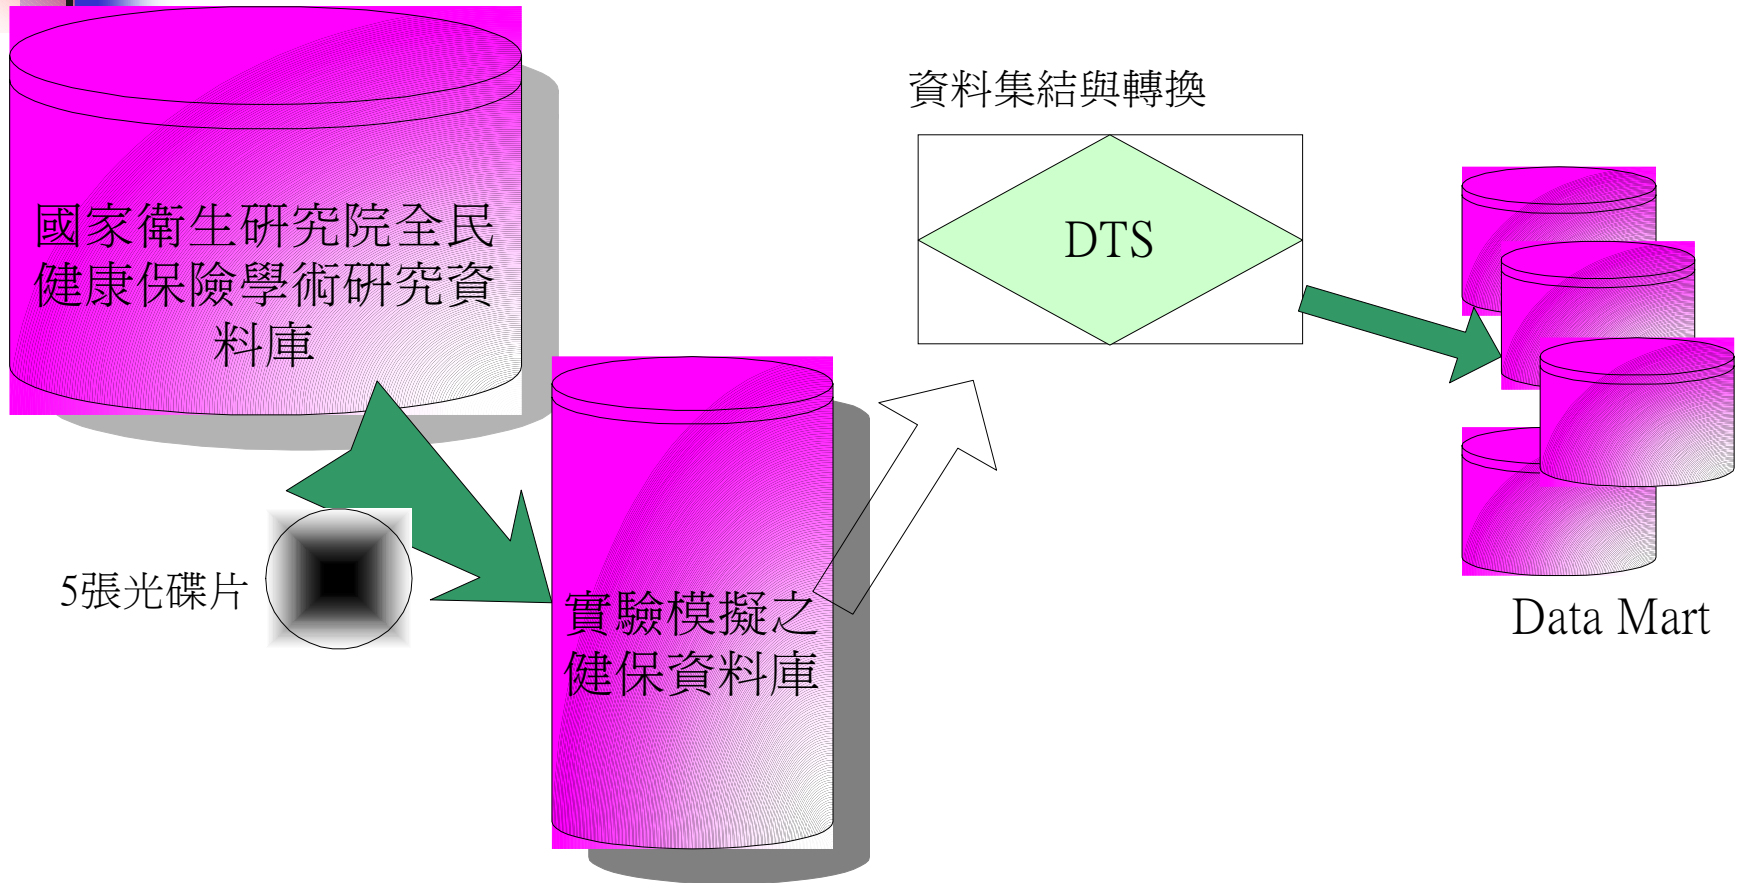 國家衛生研究院全民
健康保險學術研究資
料庫
5張光碟片
實驗模擬之
健保資料庫
資料集結與轉換
DTS
Data Mart